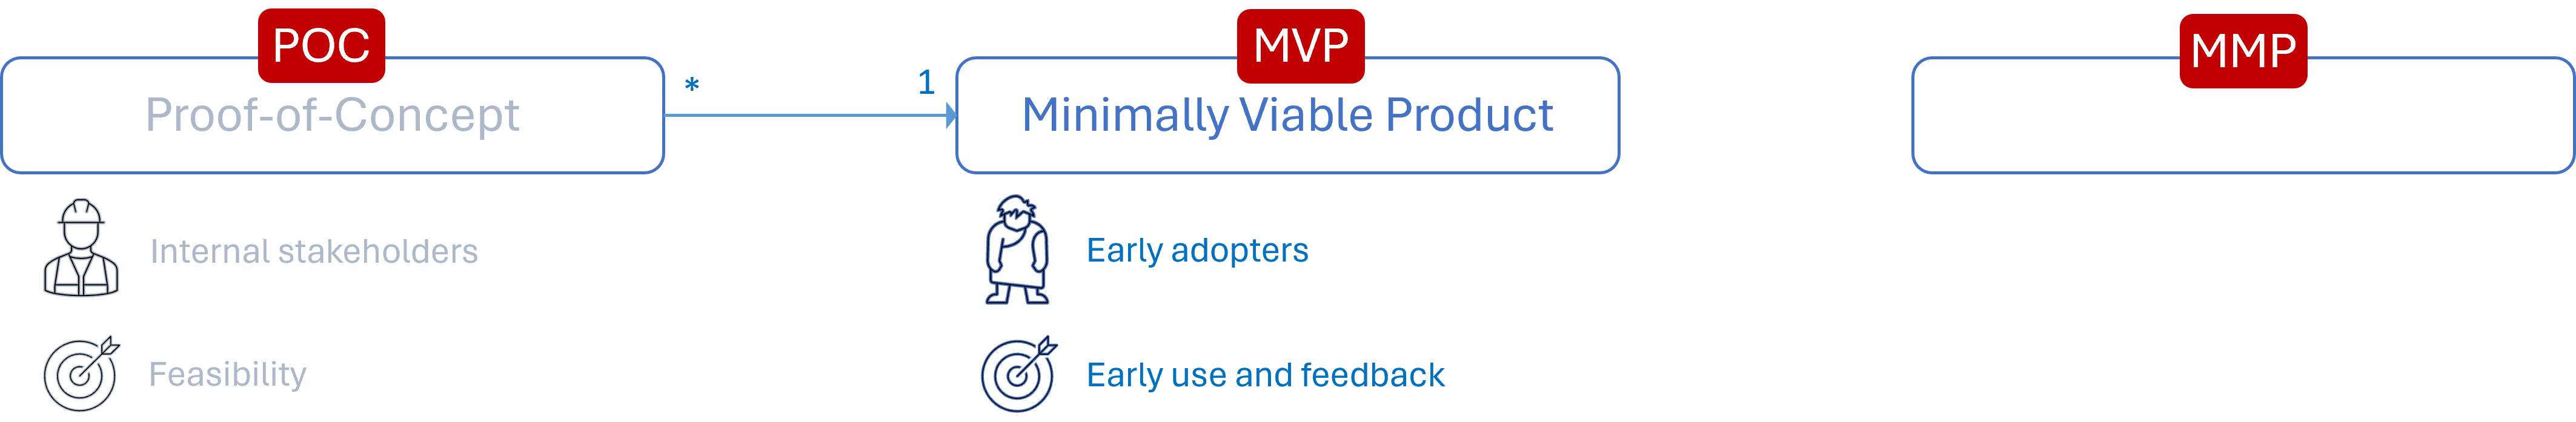 POC
Proof-of-Concept
* 1
MVP
Minimally Viable Product
MMP
Internal stakeholders
Early adopters
Feasibility
Early use and feedback